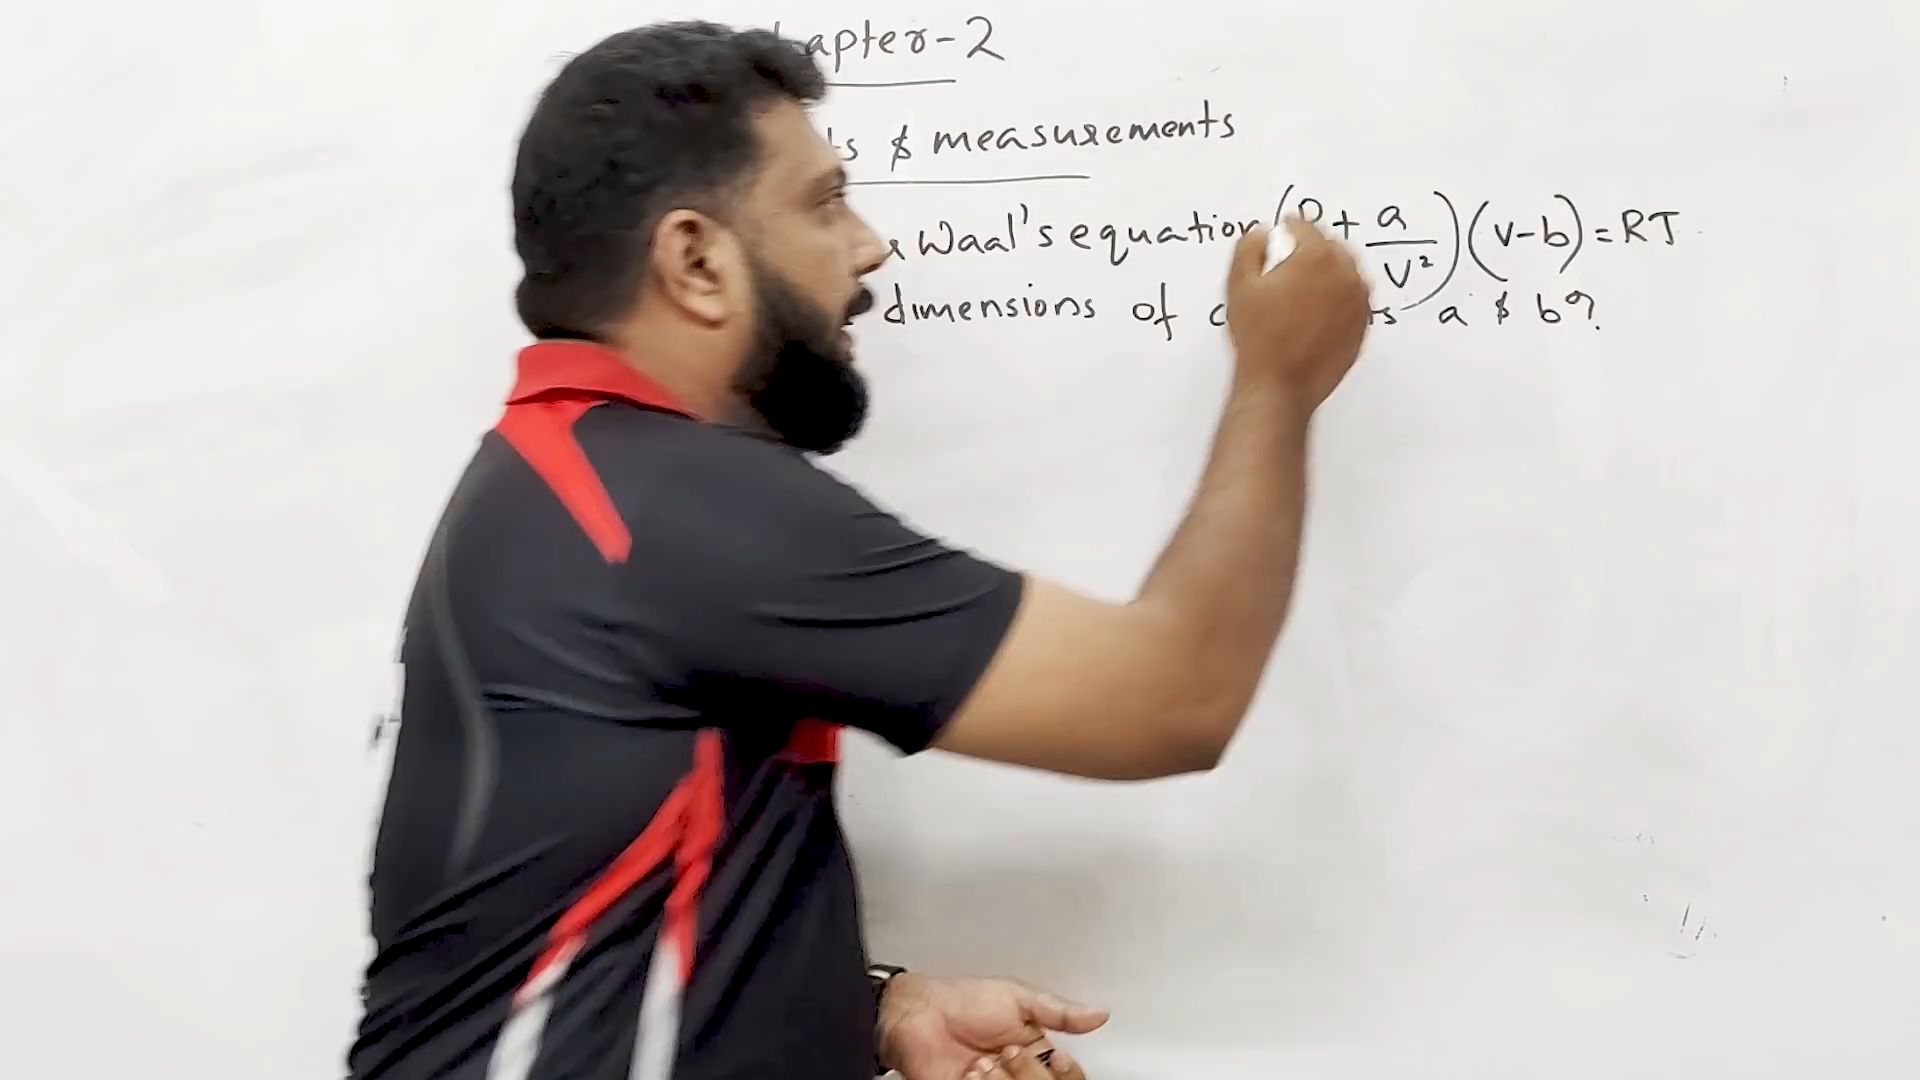 apter-2
ts & measurements
Waal's equation (P + a/V²)(v-b) = RT
dimensions of a & b?